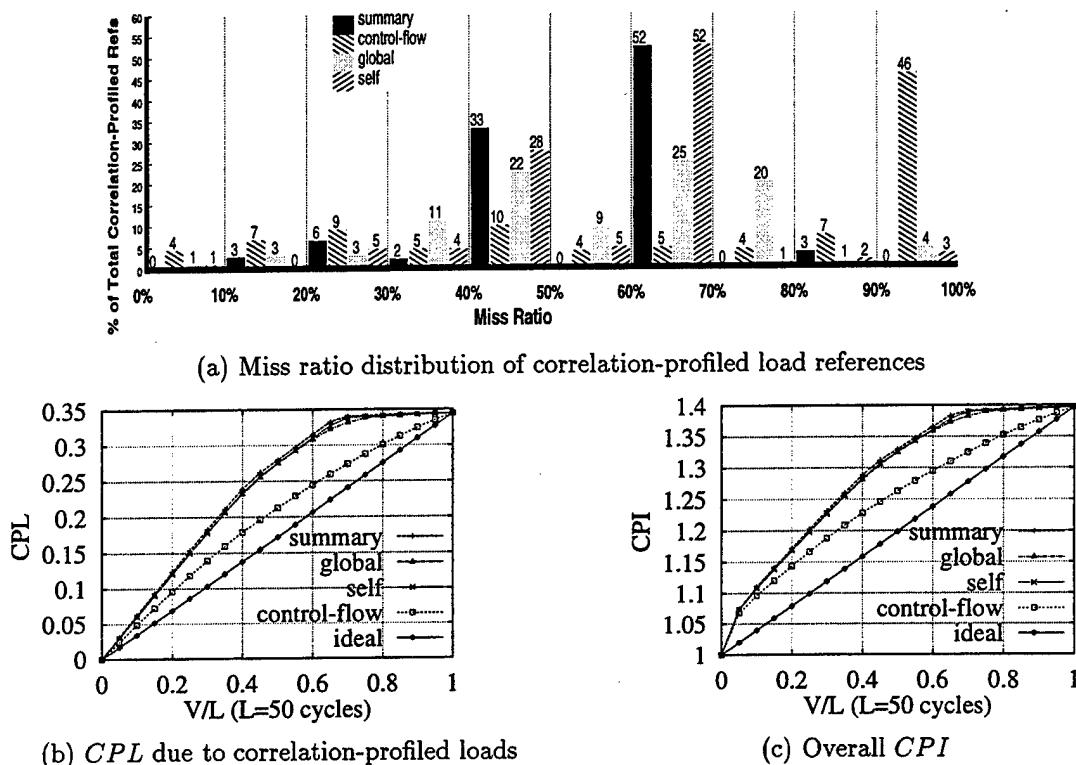 % of Total Correlation-Profiled Refs
60
55
50
45
40
35
30
25
20
15
10
5
0
summary
control-flow
global
self
0 4 1 1 3 7 3 0 6 9 3 5 2 5 11 4 33 10 22 28 0 4 9 5 52 5 25 52 0 4 20 1 3 7 1 2 0 46 4 3
0% 10% 20% 30% 40% 50% 60% 70% 80% 90% 100%
Miss Ratio
(a) Miss ratio distribution of correlation-profiled load references
CPL
0.35
0.3
0.25
0.2
0.15
0.1
0.05
0
summary
global
self
control-flow
ideal
0 0.2 0.4 0.6 0.8 1
V/L (L=50 cycles)
(b) CPL due to correlation-profiled loads
CPI
1.4
1.35
1.3
1.25
1.2
1.15
1.1
1.05
1
summary
global
self
control-flow
ideal
0 0.2 0.4 0.6 0.8 1
V/L (L=50 cycles)
(c) Overall CPI